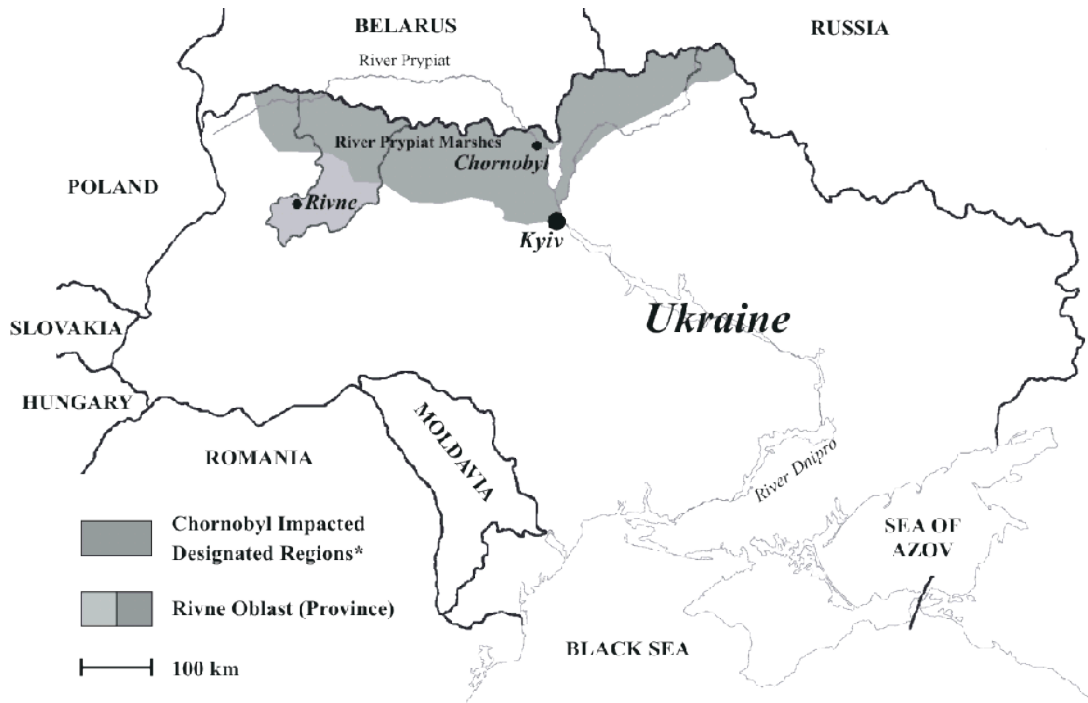 BELARUS
RUSSIA
River Prypiat
River Prypiat Marshes
Chornobyl
POLAND
Rivne
Kyiv
Ukraine
SLOVAKIA
HUNGARY
MOLDAVIA
ROMANIA
River Dnipro
Chornobyl Impacted
Designated Regions*
SEA OF
AZOV
Rivne Oblast (Province)
BLACK SEA
100 km